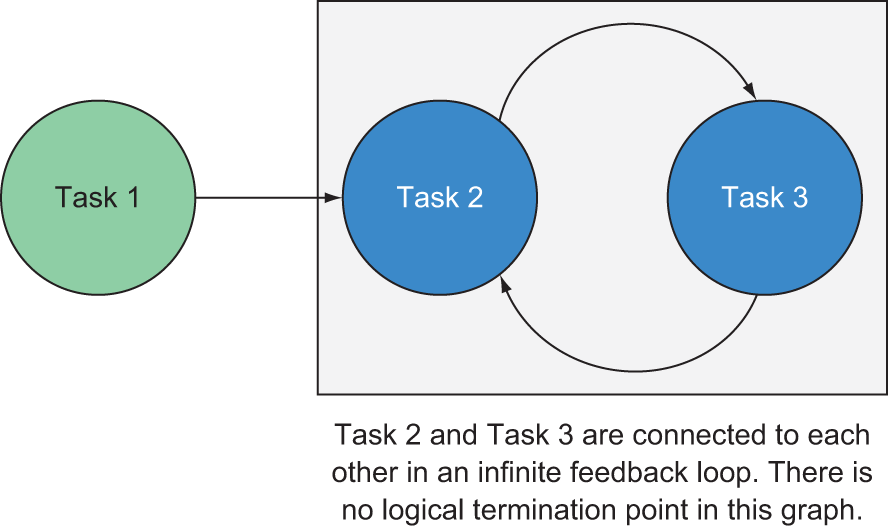 Task 1
Task 2
Task 3
Task 2 and Task 3 are connected to each
other in an infinite feedback loop. There is
no logical termination point in this graph.